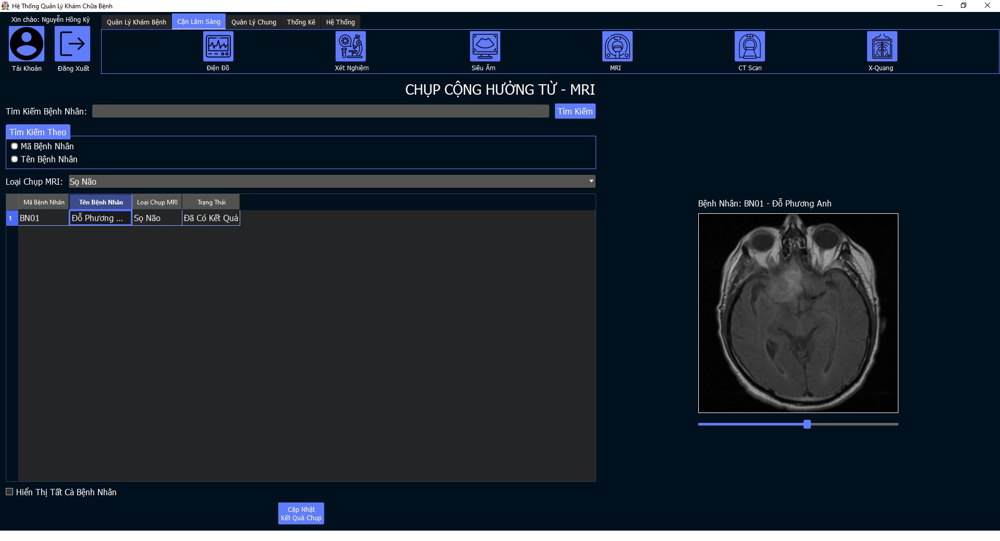 Hệ Thống Quản Lý Khám Chữa Bệnh
Xin chào: Nguyễn Hồng Kỳ
Tài Khoản
Đăng Xuất
Quản Lý Khám Bệnh
Cận Lâm Sàng
Quản Lý Chung
Thống Kê
Hệ Thống
Điện Đồ
Xét Nghiệm
Siêu Âm
MRI
CT Scan
X-Quang
CHỤP CỘNG HƯỞNG TỪ - MRI
Tìm Kiếm Bệnh Nhân:
Tìm Kiếm
Tìm Kiếm Theo
Mã Bệnh Nhân
Tên Bệnh Nhân
Loại Chụp MRI: Sọ Não
Mã Bệnh Nhân Tên Bệnh Nhân Loại Chụp MRI Trạng Thái
1 BN01 Đỗ Phương ... Sọ Não Đã Có Kết Quả
Bệnh Nhân: BN01 - Đỗ Phương Anh
Hiển Thị Tất Cả Bệnh Nhân
Cập Nhật
Kết Quả Chụp